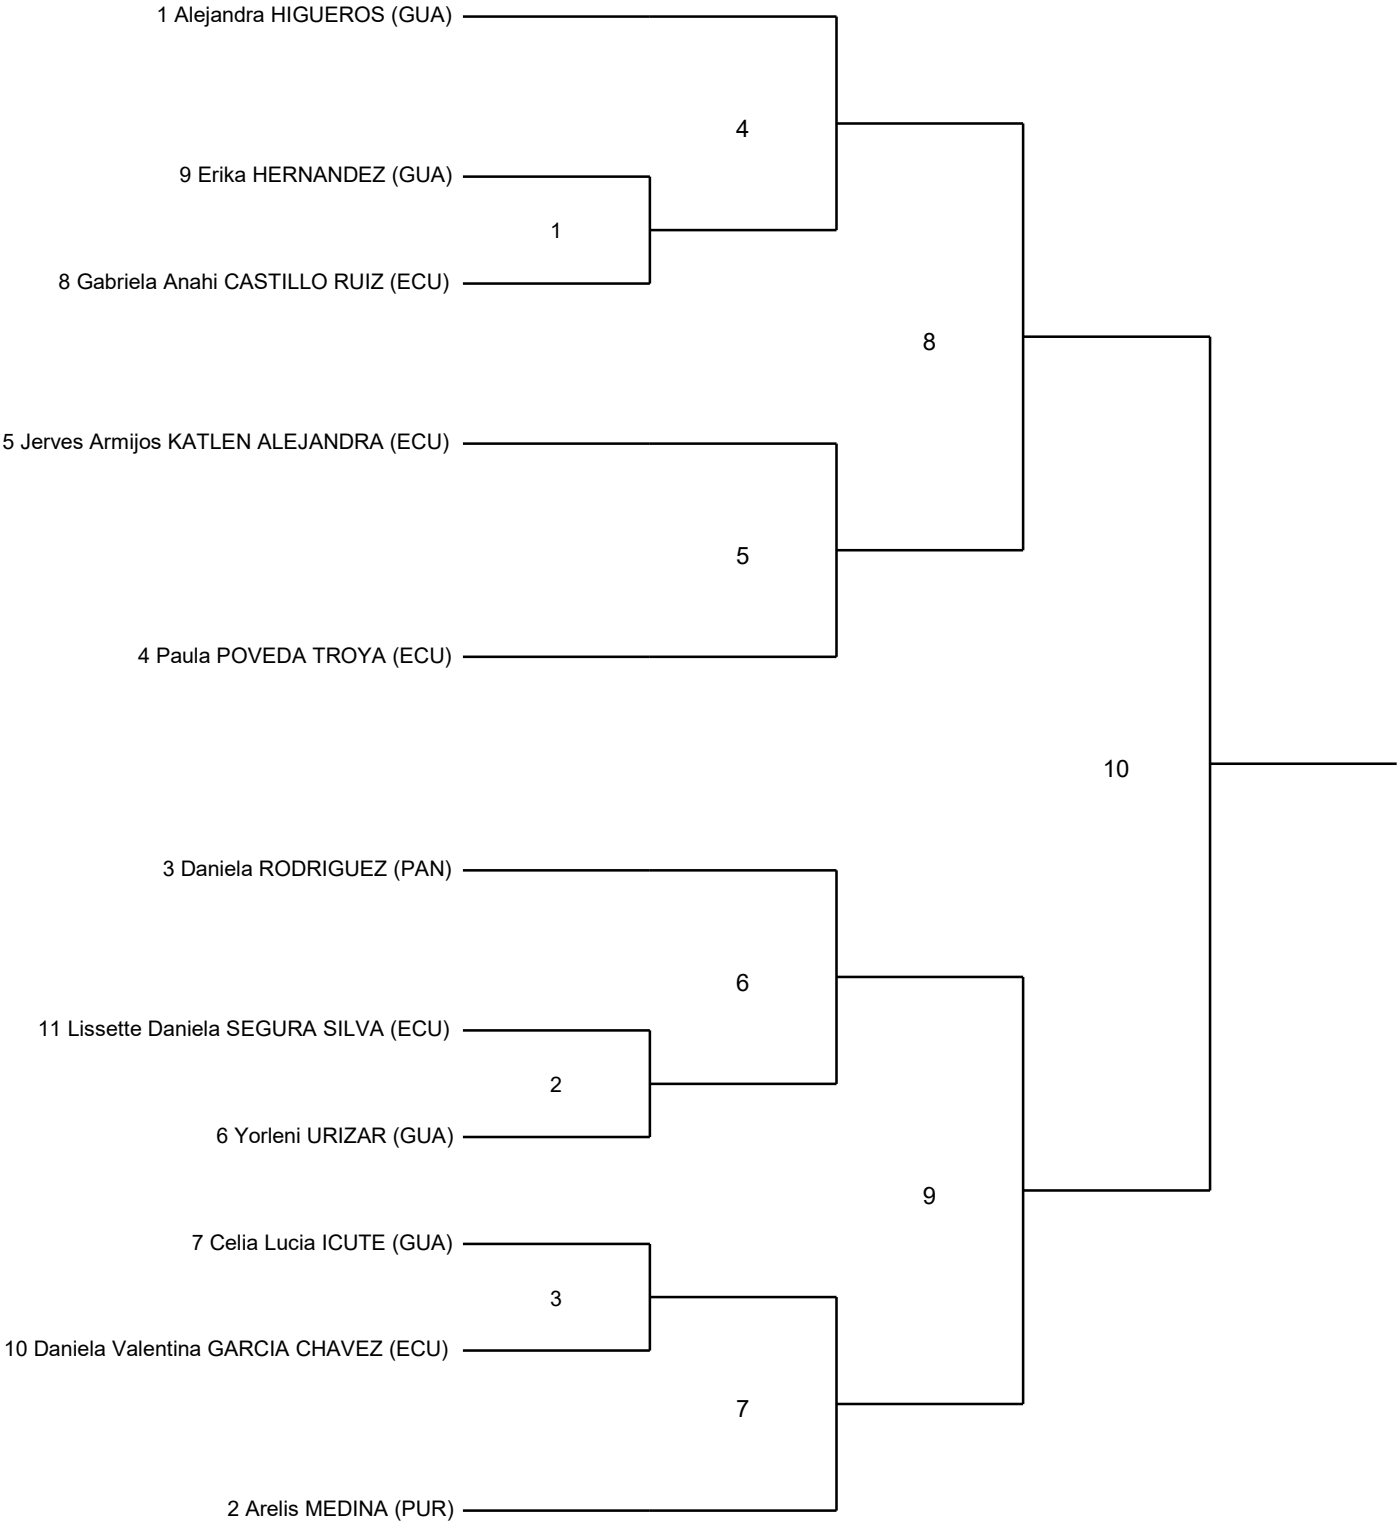 1 Alejandra HIGUEROS (GUA)
4
9 Erika HERNANDEZ (GUA)
1
8 Gabriela Anahi CASTILLO RUIZ (ECU)
8
5 Jerves Armijos KATLEN ALEJANDRA (ECU)
5
4 Paula POVEDA TROYA (ECU)
10
3 Daniela RODRIGUEZ (PAN)
6
11 Lissette Daniela SEGURA SILVA (ECU)
2
6 Yorleni URIZAR (GUA)
9
7 Celia Lucia ICUTE (GUA)
3
10 Daniela Valentina GARCIA CHAVEZ (ECU)
7
2 Arelis MEDINA (PUR)